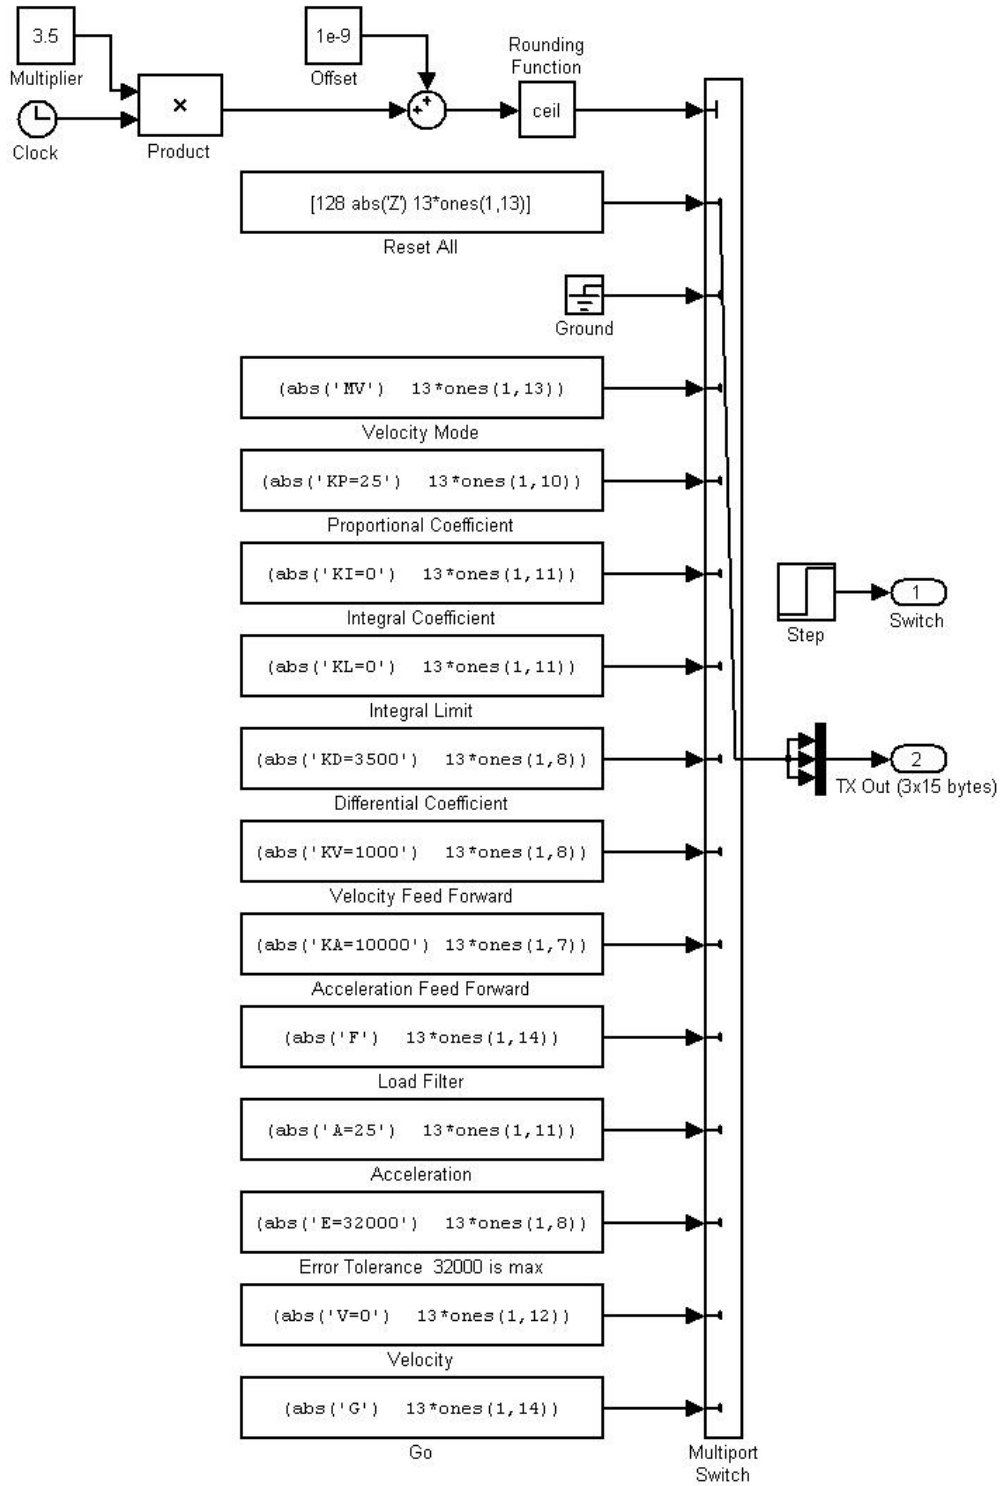 3.5
Multiplier
Clock
×
Product
1e-9
Offset
+
+
Rounding
Function
ceil
[128 abs('Z') 13*ones(1,13)]
Reset All
Ground
(abs('MV') 13*ones(1,13))
Velocity Mode
(abs('KP=25') 13*ones(1,10))
Proportional Coefficient
(abs('KI=0') 13*ones(1,11))
Integral Coefficient
(abs('KL=0') 13*ones(1,11))
Integral Limit
(abs('KD=3500') 13*ones(1,8))
Differential Coefficient
(abs('KV=1000') 13*ones(1,8))
Velocity Feed Forward
(abs('KA=10000') 13*ones(1,7))
Acceleration Feed Forward
(abs('F') 13*ones(1,14))
Load Filter
(abs('A=25') 13*ones(1,11))
Acceleration
(abs('E=32000') 13*ones(1,8))
Error Tolerance 32000 is max
(abs('V=0') 13*ones(1,12))
Velocity
(abs('G') 13*ones(1,14))
Go
Multiport
Switch
Step
1
Switch
2
TX Out (3x15 bytes)